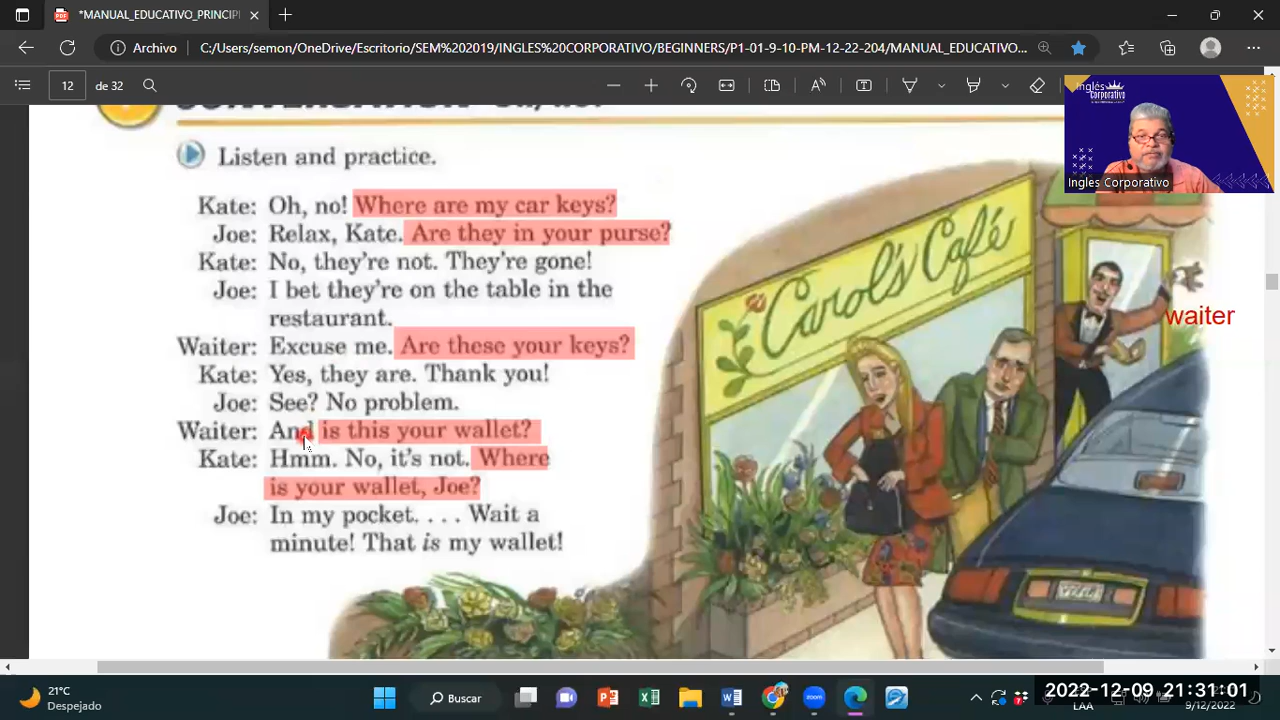 *MANUAL_EDUCATIVO_PRINCIPI
Archivo C:/Users/semon/OneDrive/Escritorio/SEM%202019/INGLES%20CORPORATIVO/BEGINNERS/P1-01-9-10-PM-12-22-204/MANUAL_EDUCATIVO...
12 de 32
Inglés
Corporativo
Ingles Corporativo
Listen and practice.
Kate: Oh, no! Where are my car keys?
Joe: Relax, Kate. Are they in your purse?
Kate: No, they're not. They're gone!
Joe: I bet they're on the table in the
restaurant.
Waiter: Excuse me. Are these your keys?
Kate: Yes, they are. Thank you!
Joe: See? No problem.
Waiter: And is this your wallet?
Kate: Hmm. No, it's not. Where
is your wallet, Joe?
Joe: In my pocket. . . . Wait a
minute! That is my wallet!
Carol's Café
waiter
21°C
Despejado
Buscar
2022-12-09 21:31:01
LAA
9/12/2022